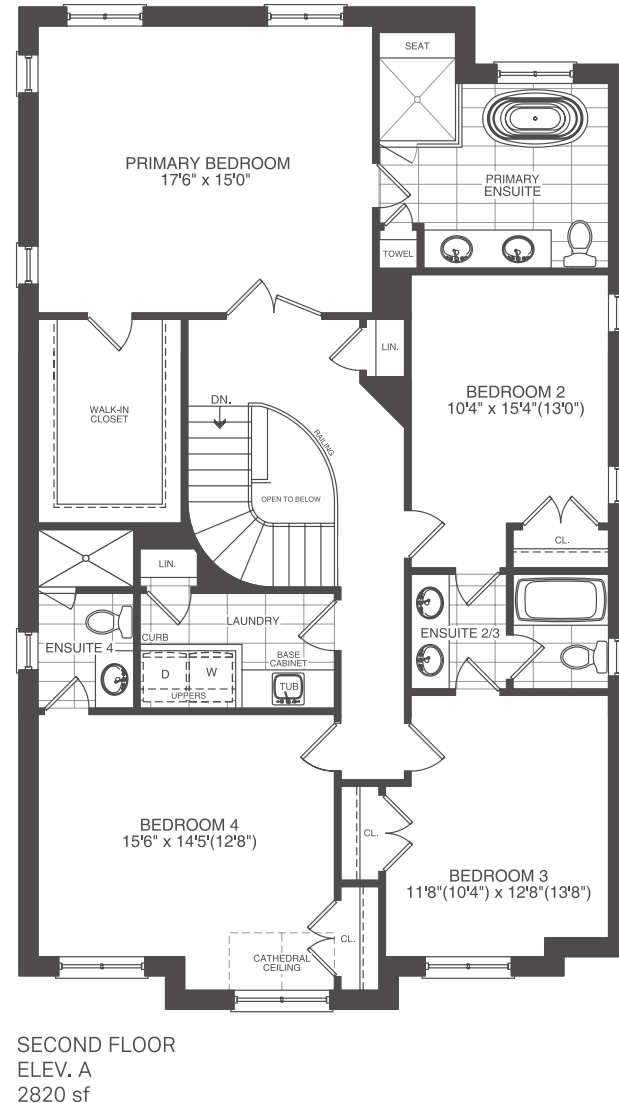 SEAT
PRIMARY BEDROOM
17'6" x 15'0"
PRIMARY
ENSUITE
TOWEL
LIN.
WALK-IN
CLOSET
DN.
RAILING
OPEN TO BELOW
BEDROOM 2
10'4" x 15'4"(13'0")
CL.
LIN.
LAUNDRY
CURB
ENSUITE 4
BASE
CABINET
D
W
UPPERS
TUB
ENSUITE 2/3
BEDROOM 4
15'6" x 14'5'(12'8")
CL.
BEDROOM 3
11'8"(10'4") x 12'8"(13'8")
CL.
CATHEDRAL
CEILING
SECOND FLOOR
ELEV. A
2820 sf